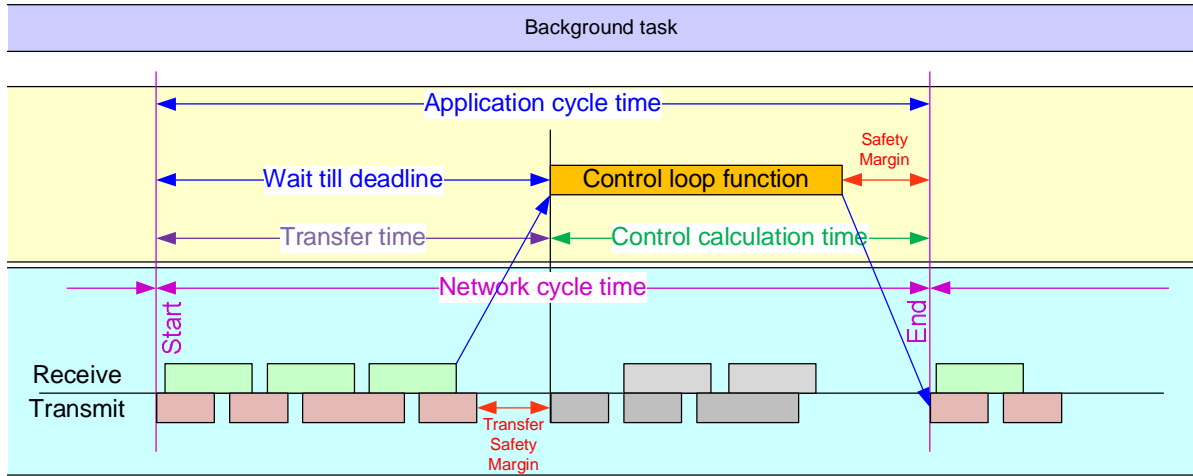 Background task
Application cycle time
Safety
Margin
Wait till deadline
Control loop function
Transfer time
Control calculation time
Network cycle time
Start
End
Receive
Transmit
Transfer
Safety
Margin